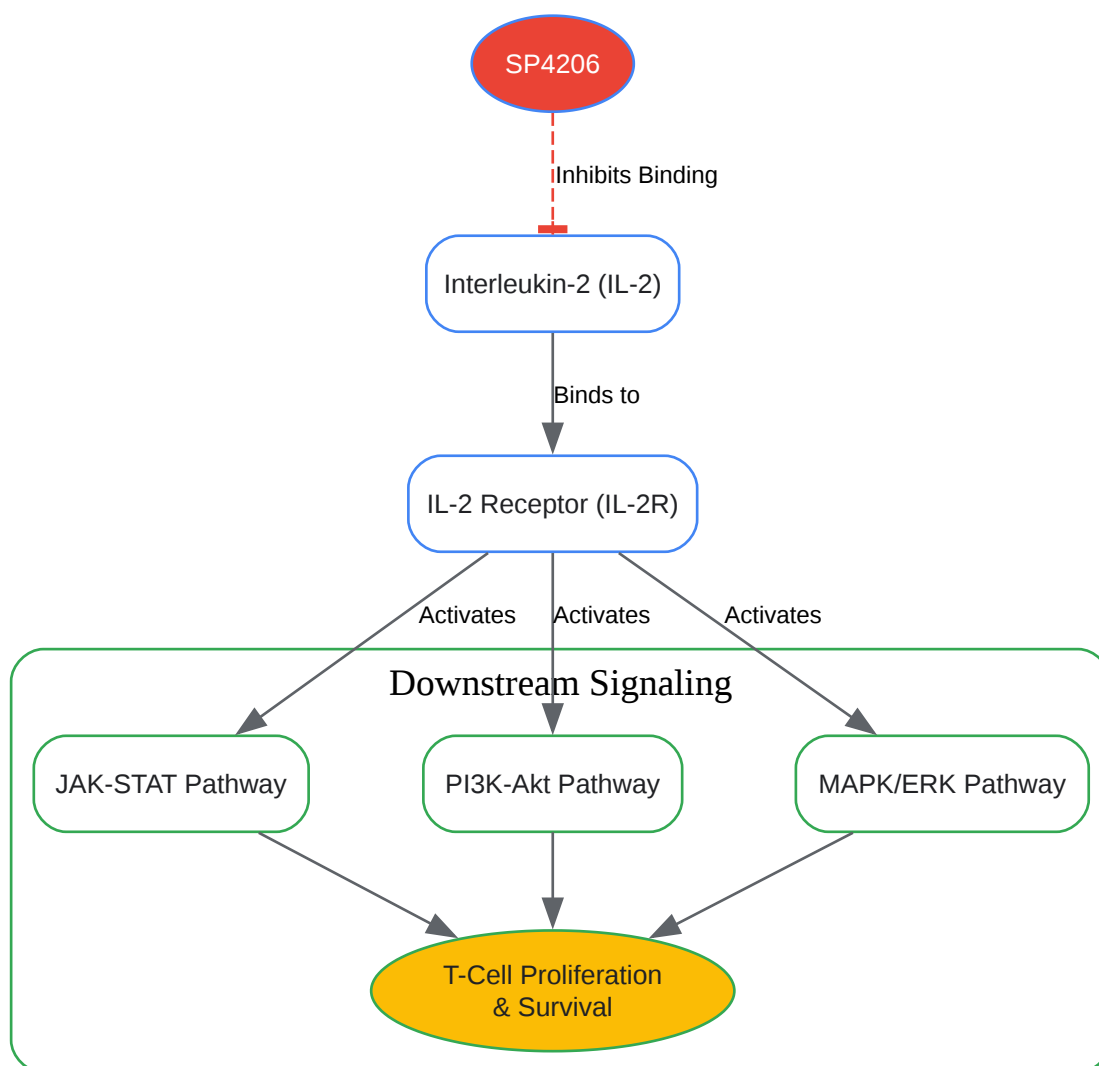 SP4206
Inhibits Binding
Interleukin-2 (IL-2)
Binds to
IL-2 Receptor (IL-2R)
Activates
Activates
Activates
Downstream Signaling
JAK-STAT Pathway
PI3K-Akt Pathway
MAPK/ERK Pathway
T-Cell Proliferation
& Survival